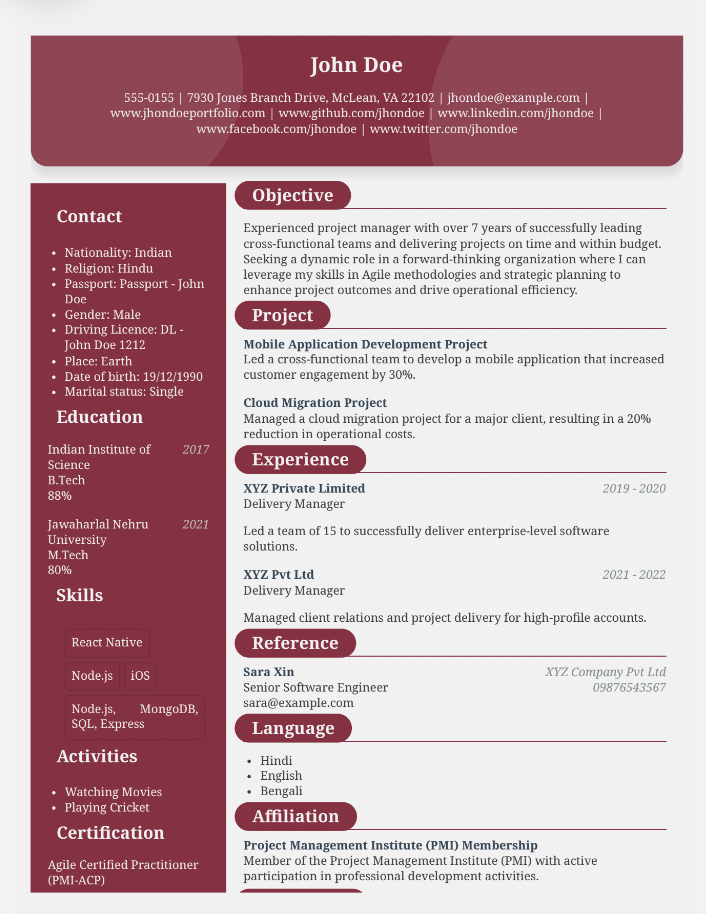 John Doe
555-0155 | 7930 Jones Branch Drive, McLean, VA 22102 | jhondoe@example.com |
www.jhondoeportfolio.com | www.github.com/jhondoe | www.linkedin.com/jhondoe |
www.facebook.com/jhondoe | www.twitter.com/jhondoe
Contact
• Nationality: Indian
• Religion: Hindu
• Passport: Passport - John
Doe
• Gender: Male
• Driving Licence: DL -
John Doe 1212
• Place: Earth
• Date of birth: 19/12/1990
• Marital status: Single
Education
Indian Institute of 2017
Science
B.Tech
88%
Jawaharlal Nehru 2021
University
M.Tech
80%
Skills
React Native
Node.js iOS
Node.js, MongoDB,
SQL, Express
Activities
• Watching Movies
• Playing Cricket
Certification
Agile Certified Practitioner
(PMI-ACP)
Objective
Experienced project manager with over 7 years of successfully leading
cross-functional teams and delivering projects on time and within budget.
Seeking a dynamic role in a forward-thinking organization where I can
leverage my skills in Agile methodologies and strategic planning to
enhance project outcomes and drive operational efficiency.
Project
Mobile Application Development Project
Led a cross-functional team to develop a mobile application that increased
customer engagement by 30%.
Cloud Migration Project
Managed a cloud migration project for a major client, resulting in a 20%
reduction in operational costs.
Experience
XYZ Private Limited 2019 - 2020
Delivery Manager
Led a team of 15 to successfully deliver enterprise-level software
solutions.
XYZ Pvt Ltd 2021 - 2022
Delivery Manager
Managed client relations and project delivery for high-profile accounts.
Reference
Sara Xin XYZ Company Pvt Ltd
Senior Software Engineer 09876543567
sara@example.com
Language
• Hindi
• English
• Bengali
Affiliation
Project Management Institute (PMI) Membership
Member of the Project Management Institute (PMI) with active
participation in professional development activities.